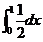 ∫₀¹ 1/2 dx